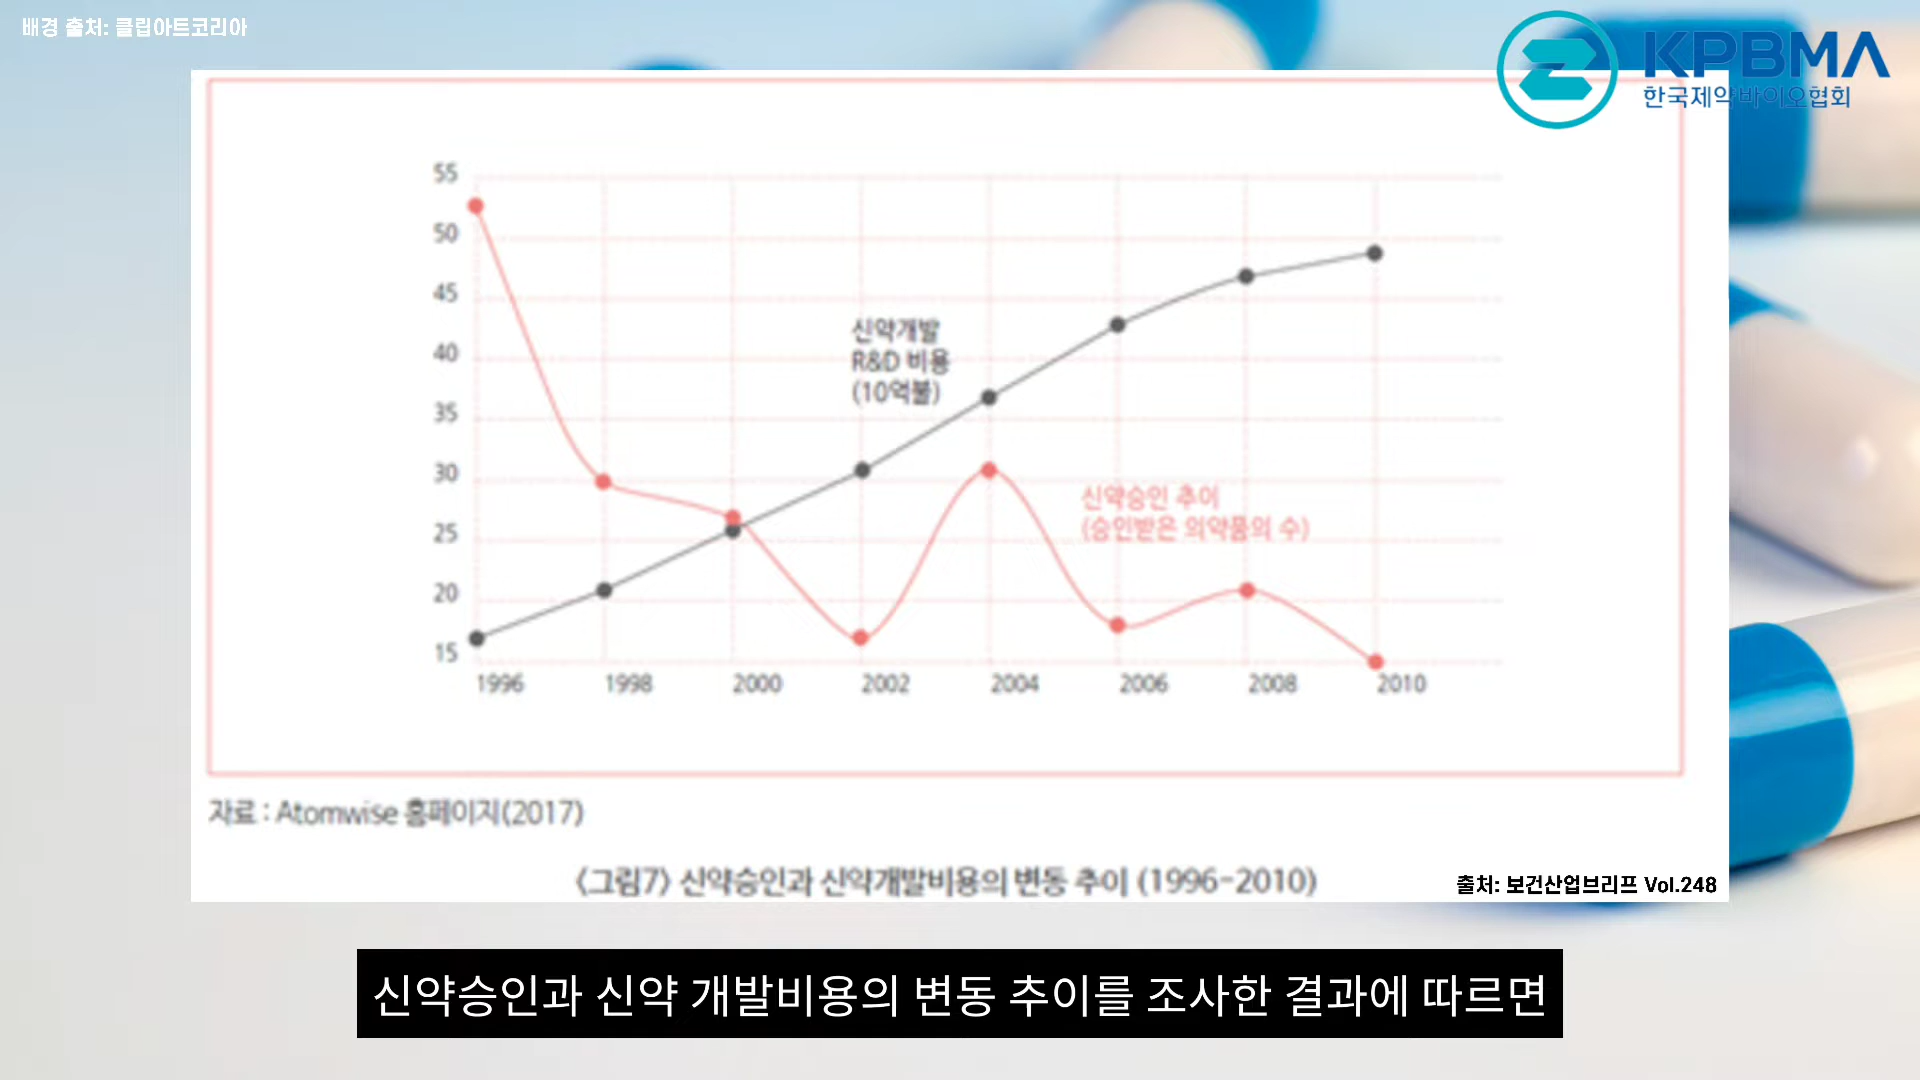 배경 출처: 클립아트코리아
KPBMA
한국제약바이오협회
55
50
45
40
35
30
25
20
15
신약개발
R&D 비용
(10억불)
신약승인 추이
(승인받은 의약품의 수)
1996 1998 2000 2002 2004 2006 2008 2010
자료 : Atomwise 홈페이지(2017)
<그림7> 신약승인과 신약개발비용의 변동 추이 (1996-2010)
출처: 보건산업브리프 Vol.248
신약승인과 신약 개발비용의 변동 추이를 조사한 결과에 따르면